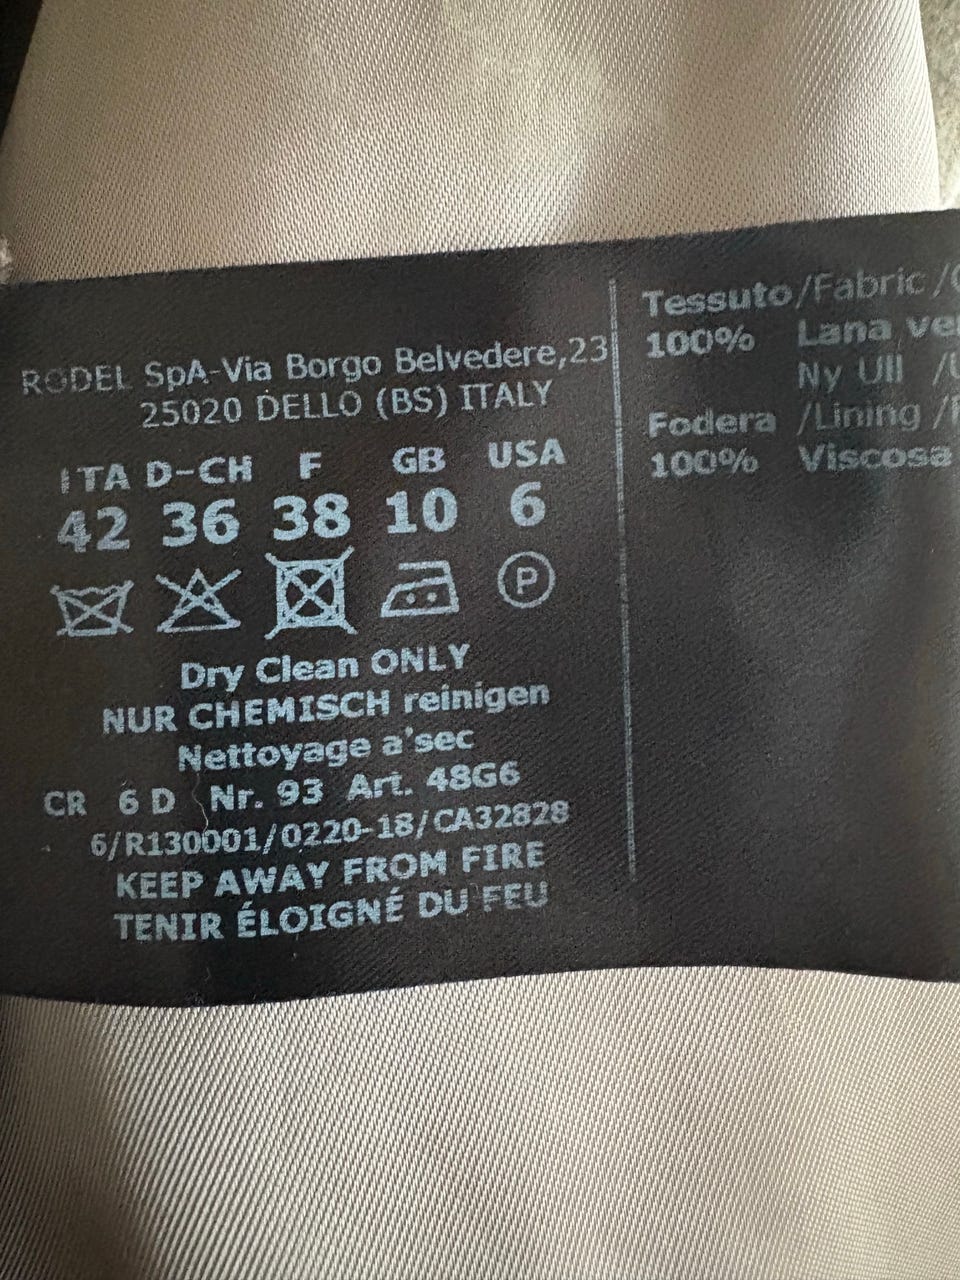 RODEL SpA-Via Borgo Belvedere,23
25020 DELLO (BS) ITALY
ITA D-CH F GB USA
42 36 38 10 6
P
Dry Clean ONLY
NUR CHEMISCH reinigen
Nettoyage a'sec
CR 6 D Nr. 93 Art. 48G6
6/R130001/0220-18/CA32828
KEEP AWAY FROM FIRE
TENIR ÉLOIGNÉ DU FEU
Tessuto/Fabric/
100% Lana
Ny Ull /
Fodera /Lining /
100% Viscosa